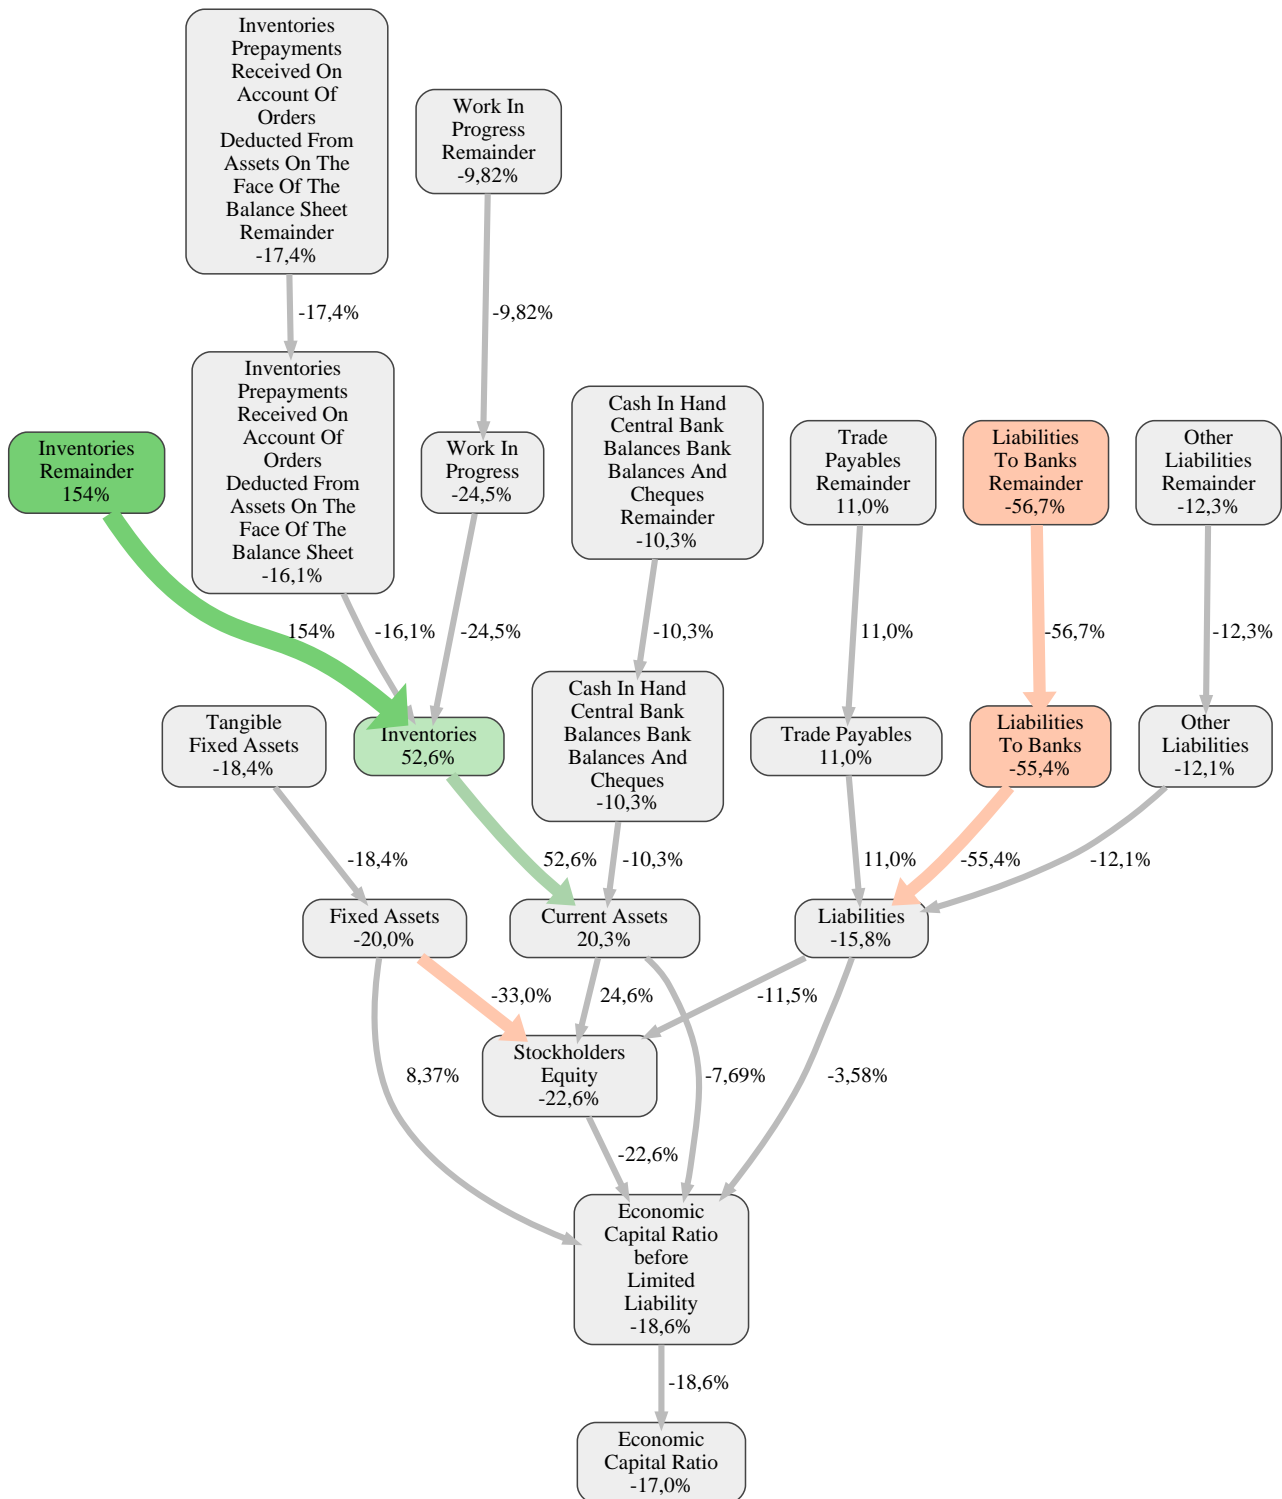 Inventories
Prepayments
Received On
Account Of
Orders
Deducted From
Assets On The
Face Of The
Balance Sheet
Remainder
-17,4%
Work In
Progress
Remainder
-9,82%
-17,4%
-9,82%
Inventories
Remainder
154%
Inventories
Prepayments
Received On
Account Of
Orders
Deducted From
Assets On The
Face Of The
Balance Sheet
-16,1%
Work In
Progress
-24,5%
Cash In Hand
Central Bank
Balances Bank
Balances And
Cheques
Remainder
-10,3%
Trade
Payables
Remainder
11,0%
Liabilities
To Banks
Remainder
-56,7%
Other
Liabilities
Remainder
-12,3%
154%
-16,1%
-24,5%
-10,3%
11,0%
-56,7%
-12,3%
Tangible
Fixed Assets
-18,4%
Inventories
52,6%
Cash In Hand
Central Bank
Balances Bank
Balances And
Cheques
-10,3%
Trade Payables
11,0%
Liabilities
To Banks
-55,4%
Other
Liabilities
-12,1%
-18,4%
52,6%
-10,3%
11,0%
-55,4%
-12,1%
Fixed Assets
-20,0%
Current Assets
20,3%
Liabilities
-15,8%
-33,0%
24,6%
-11,5%
Stockholders
Equity
-22,6%
8,37%
-7,69%
-3,58%
-22,6%
Economic
Capital Ratio
before
Limited
Liability
-18,6%
-18,6%
Economic
Capital Ratio
-17,0%